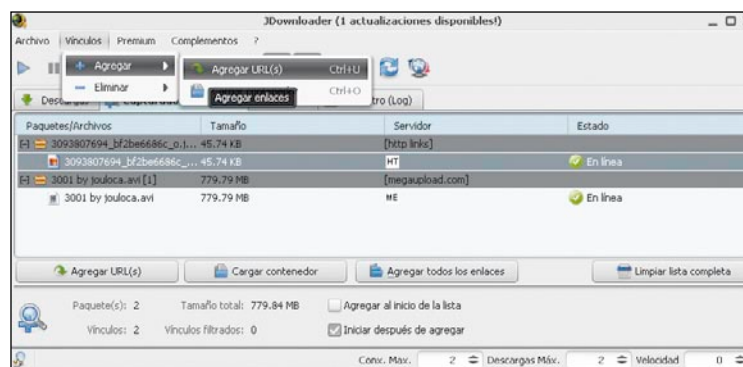 JDownloader (1 actualizaciones disponibles!)
Archivo Vínculos Premium Complementos ?
Agregar Agregar URL(s) Ctrl+U
Eliminar Ctrl+O
Agregar enlaces
tro (Log)
Paquetes/Archivos Tamaño Servidor Estado
3093807694_bf2be6686c_o.j... 45.74 KB [http links]
3093807694_bf2be6686c_... 45.74 KB HT En línea
3001 by jouloca.avi [1] 779.79 MB [megaupload.com]
3001 by jouloca.avi 779.79 MB ME En línea
Agregar URL(s) Cargar contenedor Agregar todos los enlaces Limpiar lista completa
Paquete(s): 2 Tamaño total: 779.84 MB Agregar al inicio de la lista
Vínculos: 2 Vínculos filtrados: 0 Iniciar después de agregar
Conx. Max. 2 Descargas Máx. 2 Velocidad 0